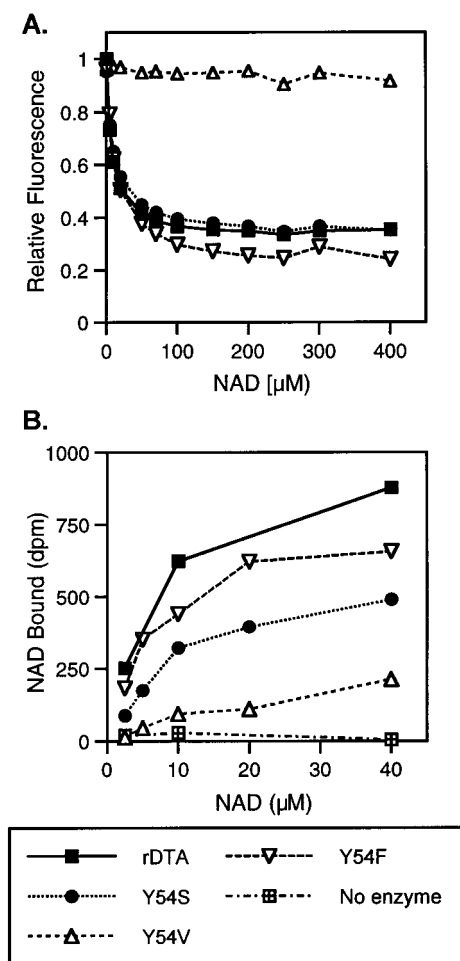 A.
1
0.8
0.6
0.4
0.2
0
Relative Fluorescence
0 100 200 300 400
NAD [µM)
B.
1000
750
500
250
0
NAD Bound (dpm)
0 10 20 30 40
NAD (µM)
rDTA Y54F
Y54S No enzyme
Y54V